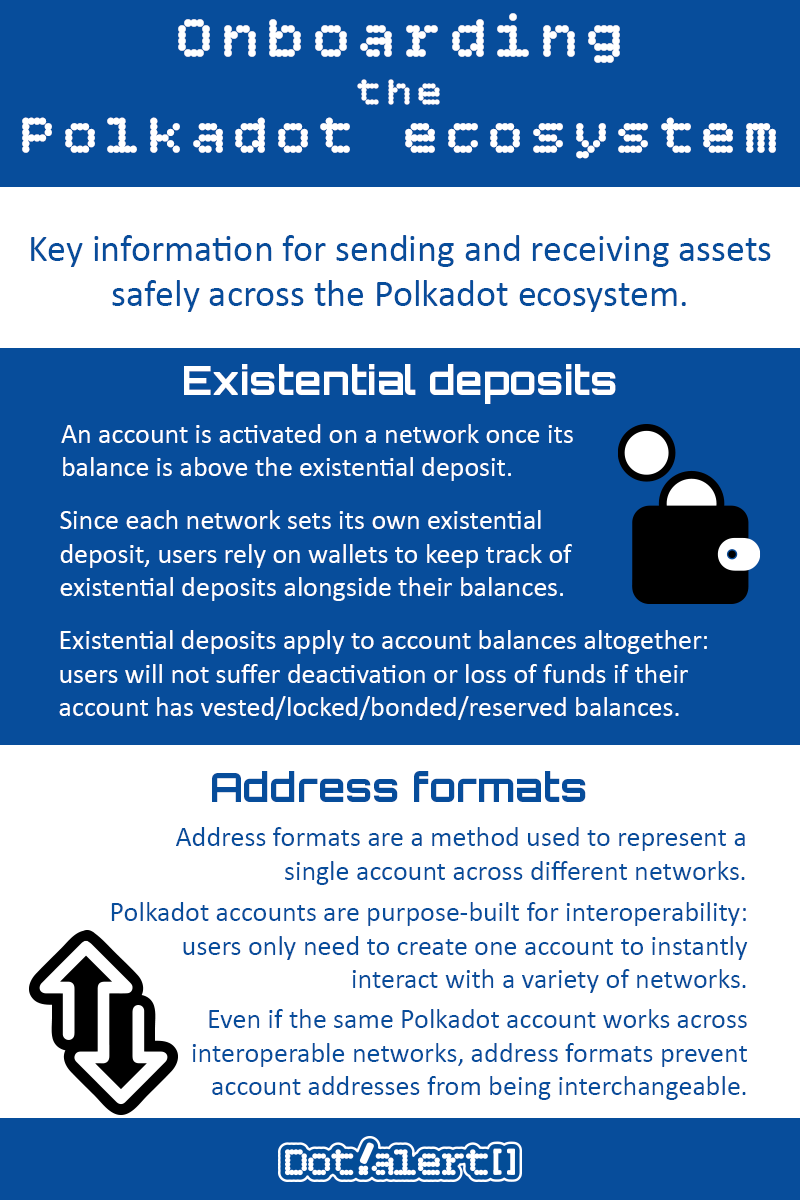 Onboarding
the
Polkadot ecosystem
Key information for sending and receiving assets
safely across the Polkadot ecosystem.
Existential deposits
An account is activated on a network once its
balance is above the existential deposit.
Since each network sets its own existential
deposit, users rely on wallets to keep track of
existential deposits alongside their balances.
Existential deposits apply to account balances altogether:
users will not suffer deactivation or loss of funds if their
account has vested/locked/bonded/reserved balances.
Address formats
Address formats are a method used to represent a
single account across different networks.
Polkadot accounts are purpose-built for interoperability:
users only need to create one account to instantly
interact with a variety of networks.
Even if the same Polkadot account works across
interoperable networks, address formats prevent
account addresses from being interchangeable.
Dot!alert[]